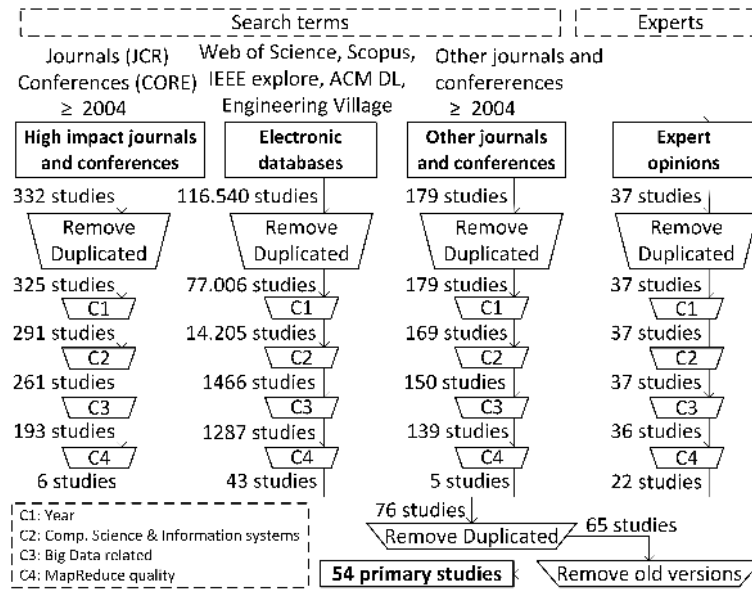 Search terms
Experts
Journals (JCR)
Conferences (CORE)
≥ 2004
Web of Science, Scopus,
IEEE explore, ACM DL,
Engineering Village
Other journals and
confererences
≥ 2004
High impact journals
and conferences
Electronic
databases
Other journals
and conferences
Expert
opinions
332 studies
116.540 studies
179 studies
37 studies
Remove
Duplicated
Remove
Duplicated
Remove
Duplicated
Remove
Duplicated
325 studies
77.006 studies
179 studies
37 studies
C1
C1
C1
C1
291 studies
14.205 studies
169 studies
37 studies
C2
C2
C2
C2
261 studies
1466 studies
150 studies
37 studies
C3
C3
C3
C3
193 studies
1287 studies
139 studies
36 studies
C4
C4
C4
C4
6 studies
43 studies
5 studies
22 studies
C1: Year
C2: Comp. Science & Information systems
C3: Big Data related
C4: MapReduce quality
76 studies
Remove Duplicated
65 studies
54 primary studies
Remove old versions